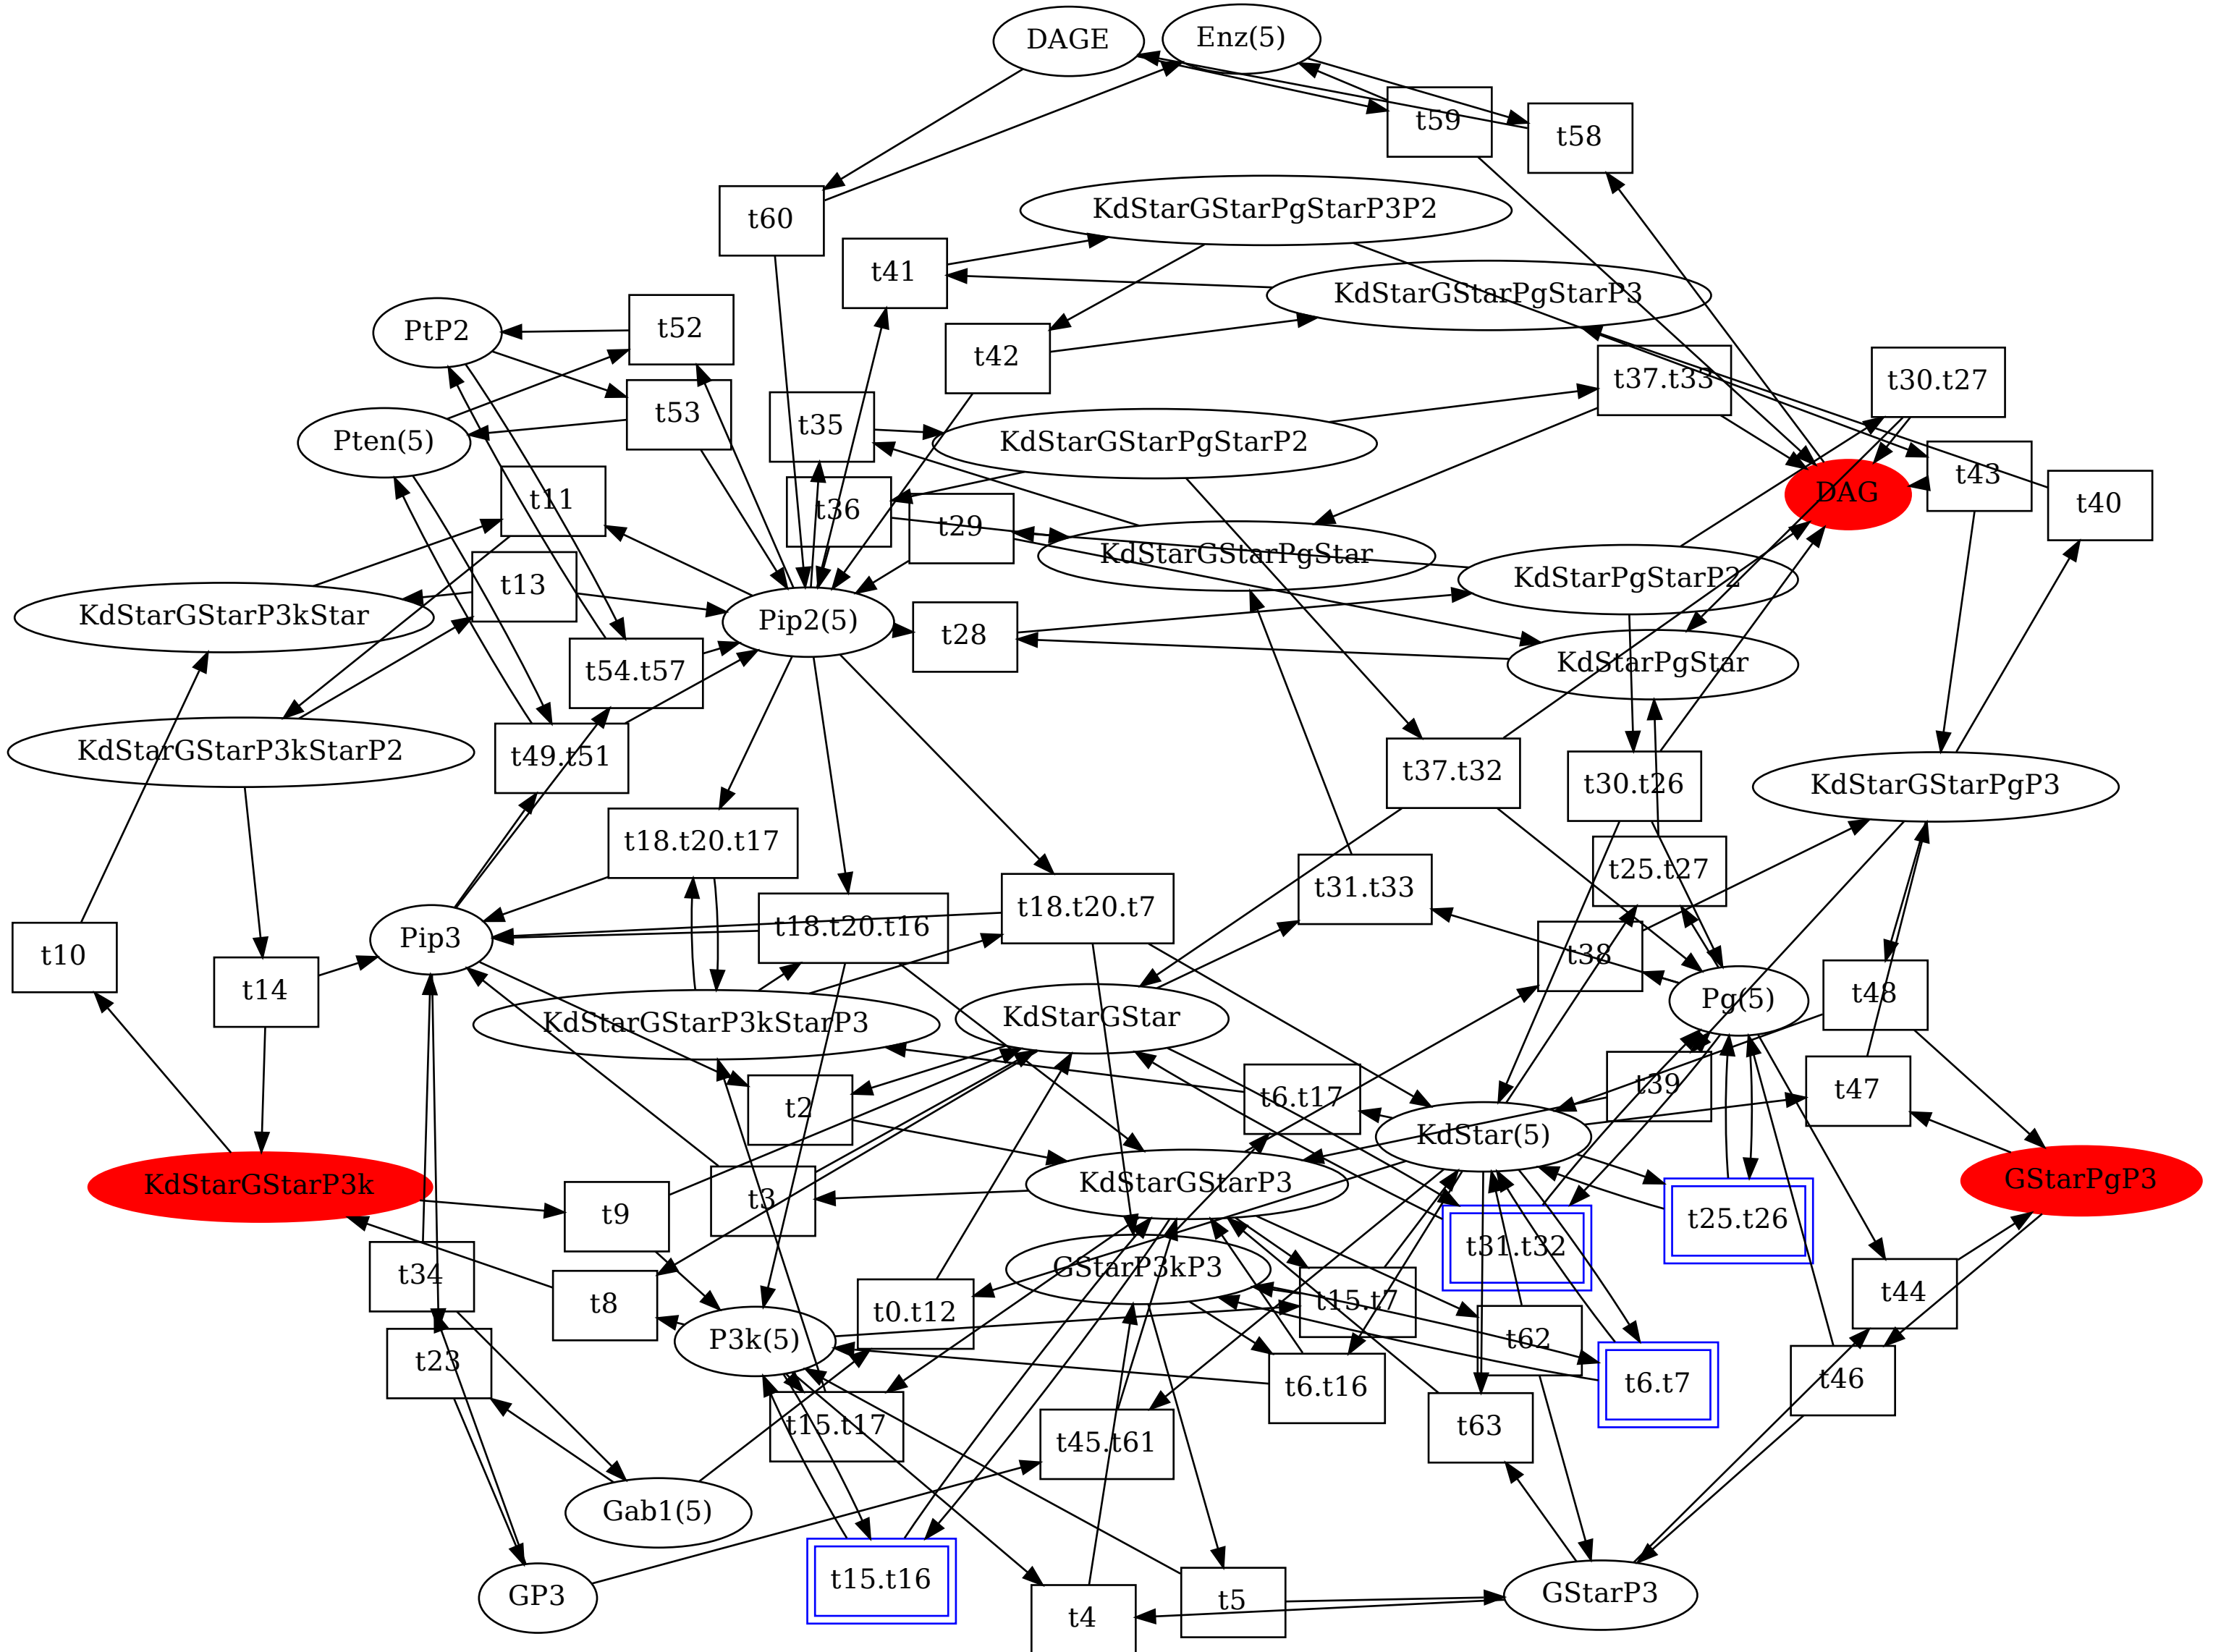 DAGE
Enz(5)
t59
t58
t60
KdStarGStarPgStarP3P2
t41
KdStarGStarPgStarP3
PtP2
t52
t42
t37.t33
t30.t27
t53
t35
Pten(5)
KdStarGStarPgStarP2
t43
DAG
t11
t36
t29
t40
KdStarGStarPgStar
KdStarPgStarP2
t13
KdStarGStarP3kStar
Pip2(5)
t28
t54.t57
KdStarPgStar
KdStarGStarP3kStarP2
t49.t51
t37.t32
t30.t26
KdStarGStarPgP3
t18.t20.t17
t31.t33
t25.t27
t10
Pip3
t18.t20.t16
t18.t20.t7
t38
t14
KdStarGStarP3kStarP3
KdStarGStar
Pg(5)
t48
t2
t6.t17
t39
t47
KdStar(5)
KdStarGStarP3k
t9
t3
KdStarGStarP3
GStarPgP3
t25.t26
t31.t32
t34
t8
GStarP3kP3
t0.t12
t15.t7
t44
t23
P3k(5)
t62
t6.t16
t6.t7
t46
t15.t17
t45.t61
t63
Gab1(5)
GP3
t15.t16
t4
t5
GStarP3